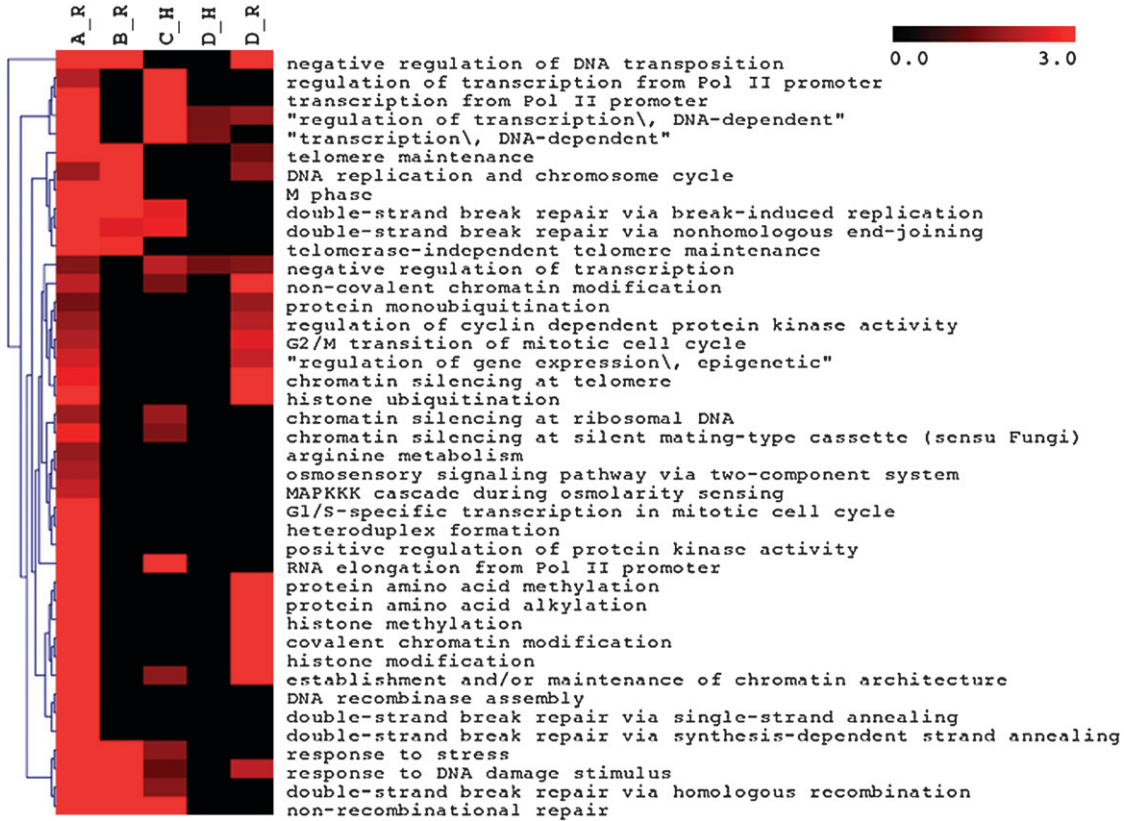 A_R B_R C_H D_H D_R
0.0 3.0
negative regulation of DNA transposition
regulation of transcription from Pol II promoter
transcription from Pol II promoter
"regulation of transcription\, DNA-dependent"
"transcription\, DNA-dependent"
telomere maintenance
DNA replication and chromosome cycle
M phase
double-strand break repair via break-induced replication
double-strand break repair via nonhomologous end-joining
telomerase-independent telomere maintenance
negative regulation of transcription
non-covalent chromatin modification
protein monoubiquitination
regulation of cyclin dependent protein kinase activity
G2/M transition of mitotic cell cycle
"regulation of gene expression\, epigenetic"
chromatin silencing at telomere
histone ubiquitination
chromatin silencing at ribosomal DNA
chromatin silencing at silent mating-type cassette (sensu Fungi)
arginine metabolism
osmosensory signaling pathway via two-component system
MAPKKK cascade during osmolarity sensing
G1/S-specific transcription in mitotic cell cycle
heteroduplex formation
positive regulation of protein kinase activity
RNA elongation from Pol II promoter
protein amino acid methylation
protein amino acid alkylation
histone methylation
covalent chromatin modification
histone modification
establishment and/or maintenance of chromatin architecture
DNA recombinase assembly
double-strand break repair via single-strand annealing
double-strand break repair via synthesis-dependent strand annealing
response to stress
response to DNA damage stimulus
double-strand break repair via homologous recombination
non-recombinational repair